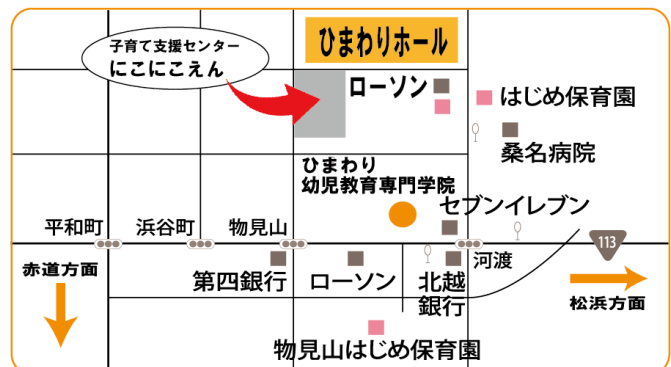 子育て支援センター
にこにこえん
ひまわりホール
ローソン
はじめ保育園
桑名病院
ひまわり
幼児教育専門学院
セブンイレブン
平和町
浜谷町
物見山
河渡
113
赤道方面
第四銀行
ローソン
北越
銀行
松浜方面
物見山はじめ保育園